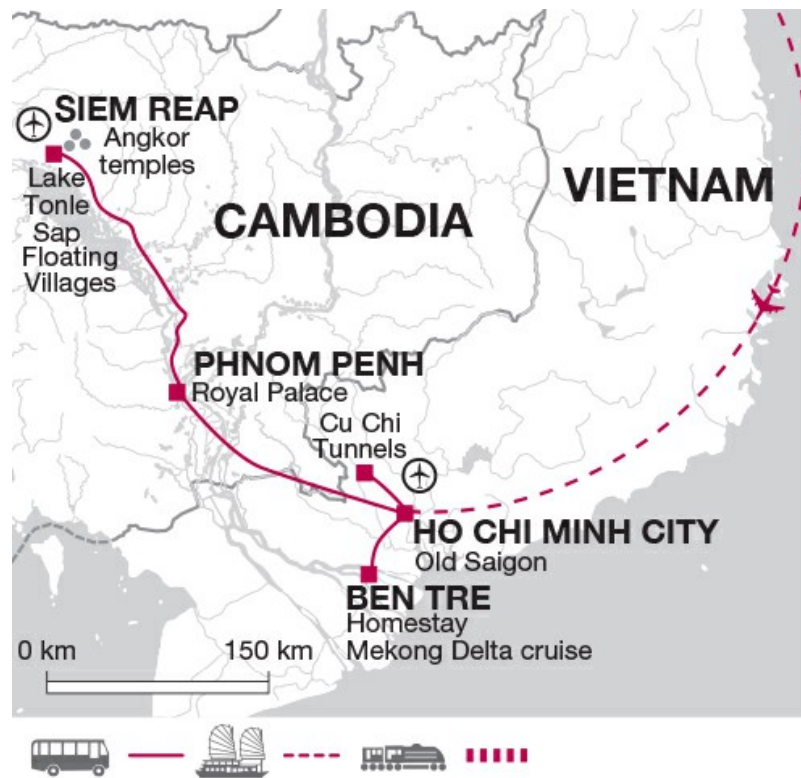 SIEM REAP
Angkor
temples
Lake
Tonle
Sap
Floating
Villages
CAMBODIA
VIETNAM
PHNOM PENH
Royal Palace
Cu Chi
Tunnels
HO CHI MINH CITY
Old Saigon
BEN TRE
Homestay
Mekong Delta cruise
0 km 150 km